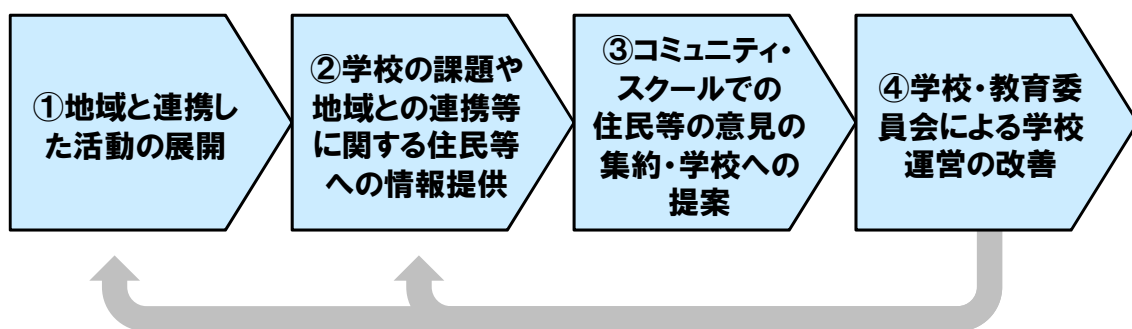 ①地域と連携し
た活動の展開
②学校の課題や
地域との連携等
に関する住民等
への情報提供
③コミュニティ・
スクールでの
住民等の意見の
集約・学校への
提案
④学校・教育委
員会による学校
運営の改善